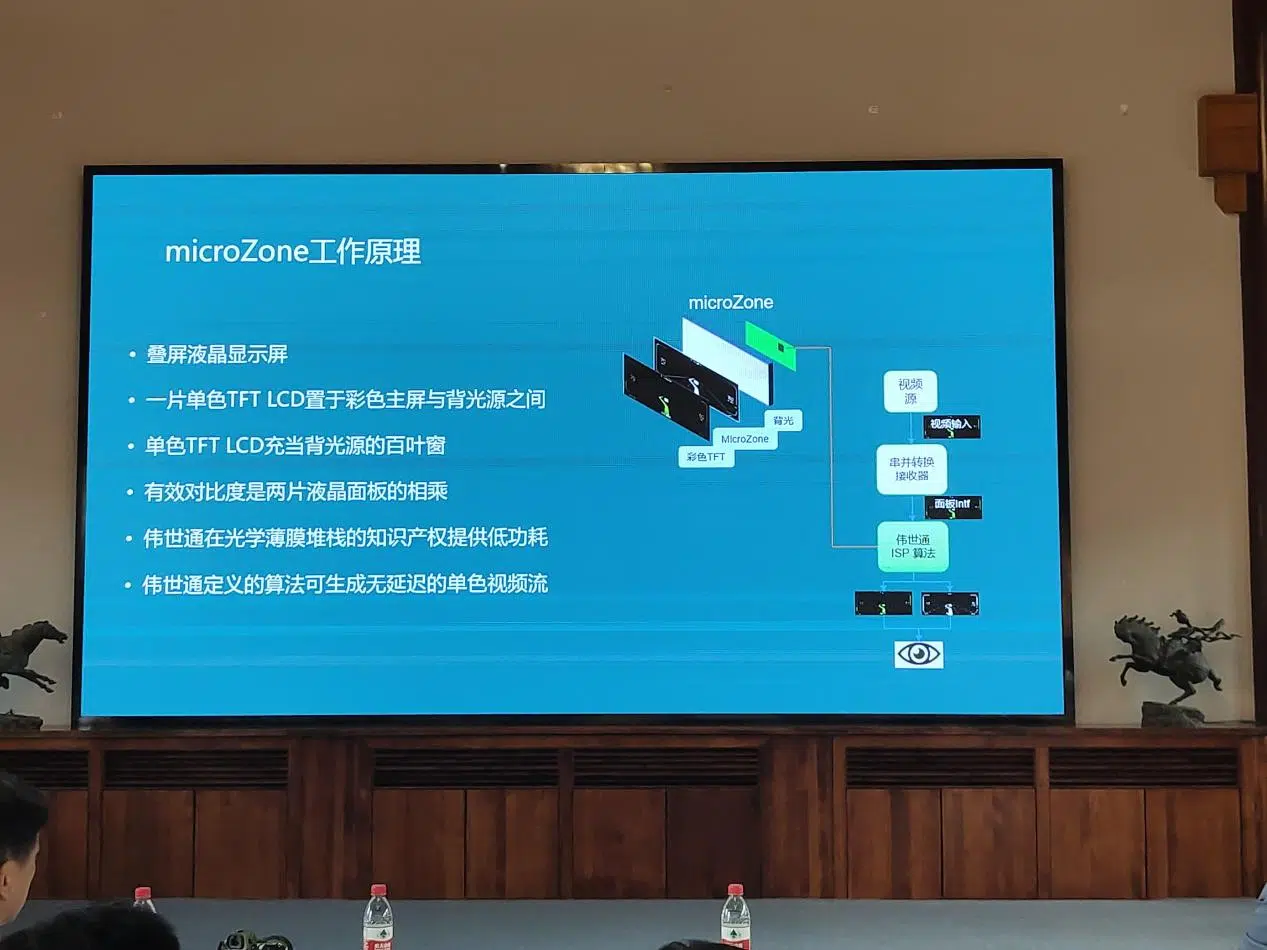 microZone工作原理
• 叠屏液晶显示屏
• 一片单色TFT LCD置于彩色主屏与背光源之间
• 单色TFT LCD充当背光源的百叶窗
• 有效对比度是两片液晶面板的相乘
• 伟世通在光学薄膜堆栈的知识产权提供低功耗
• 伟世通定义的算法可生成无延迟的单色视频流
microZone
背光
MicroZone
彩色TFT
视频
源
视频输入
串并转换
接收器
面板Intf
伟世通
ISP 算法